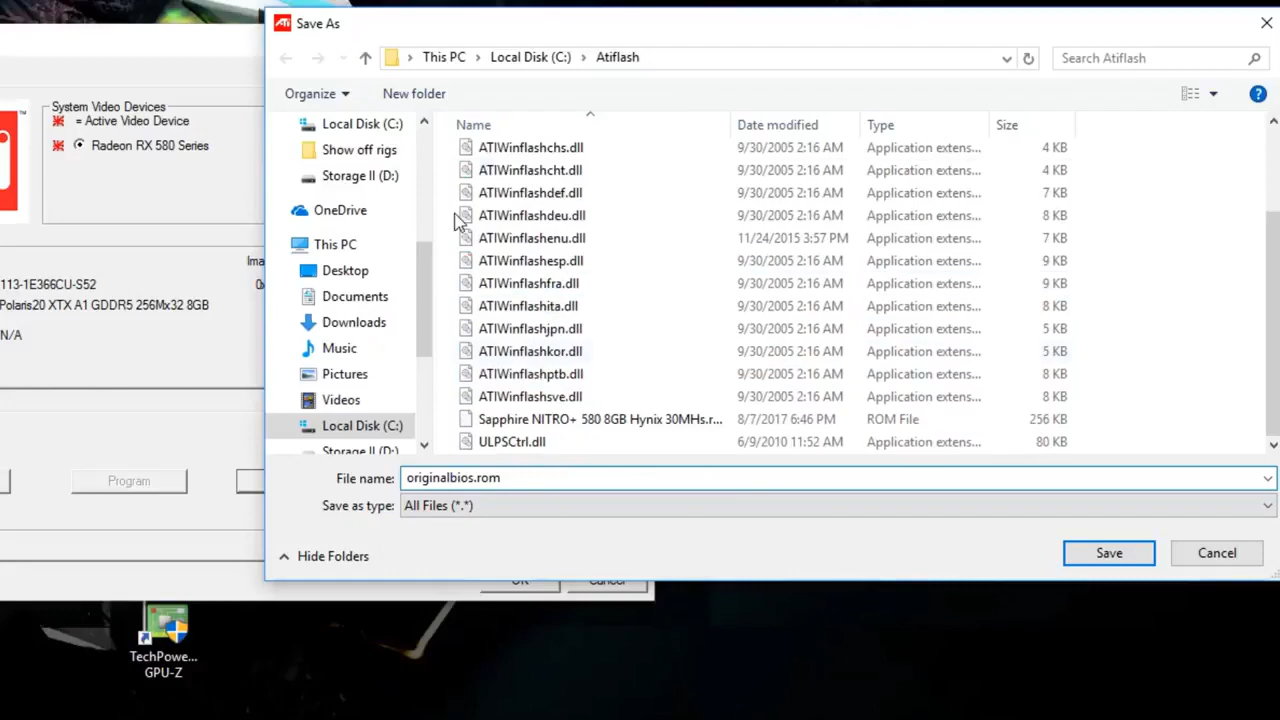 ATi Save As
This PC > Local Disk (C:) > Atiflash
Search Atiflash
Organize
New folder
Local Disk (C:)
Show off rigs
Storage II (D:)
OneDrive
This PC
Desktop
Documents
Downloads
Music
Pictures
Videos
Local Disk (C:)
Storage II (D:)
Name Date modified Type Size
ATIWinflashchs.dll 9/30/2005 2:16 AM Application extens... 4 KB
ATIWinflashcht.dll 9/30/2005 2:16 AM Application extens... 4 KB
ATIWinflashdef.dll 9/30/2005 2:16 AM Application extens... 7 KB
ATIWinflashdeu.dll 9/30/2005 2:16 AM Application extens... 8 KB
ATIWinflashenu.dll 11/24/2015 3:57 PM Application extens... 7 KB
ATIWinflashesp.dll 9/30/2005 2:16 AM Application extens... 9 KB
ATIWinflashfra.dll 9/30/2005 2:16 AM Application extens... 9 KB
ATIWinflashita.dll 9/30/2005 2:16 AM Application extens... 8 KB
ATIWinflashjpn.dll 9/30/2005 2:16 AM Application extens... 5 KB
ATIWinflashkor.dll 9/30/2005 2:16 AM Application extens... 5 KB
ATIWinflashptb.dll 9/30/2005 2:16 AM Application extens... 8 KB
ATIWinflashsve.dll 9/30/2005 2:16 AM Application extens... 8 KB
Sapphire NITRO+ 580 8GB Hynix 30MHs.r... 8/7/2017 6:46 PM ROM File 256 KB
ULPSCtrl.dll 6/9/2010 11:52 AM Application extens... 80 KB
File name: originalbios.rom
Save as type: All Files (*.*)
Hide Folders
Save
Cancel
System Video Devices
= Active Video Device
Radeon RX 580 Series
113-1E366CU-S52
Polaris20 XTX A1 GDDR5 256Mx32 8GB
N/A
Program
OK
Cancel
TechPowe...
GPU-Z